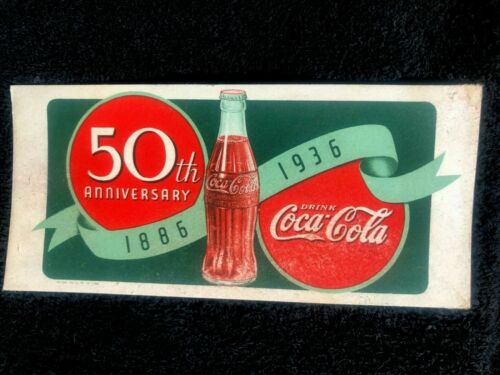 50th
ANNIVERSARY
1886
1936
Coca-Cola
DRINK
Coca-Cola